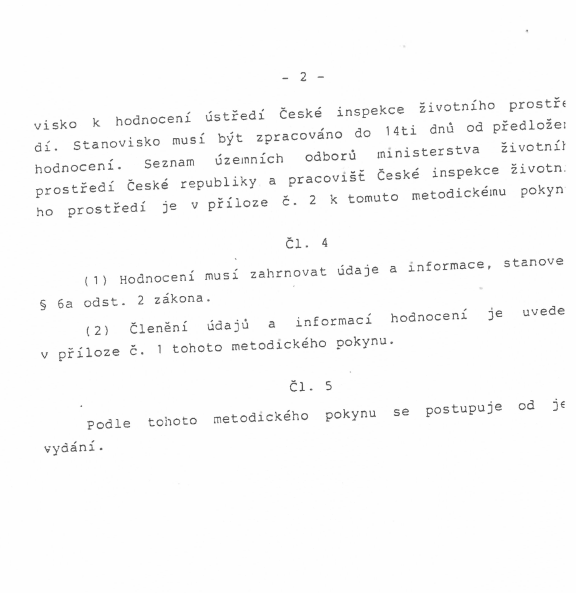 - 2 -
visko k hodnocení ústředí České inspekce životního prostře
dí. Stanovisko musí být zpracováno do 14ti dnů od předložen
hodnocení. Seznam územních odborů ministerstva životníh
prostředí České republiky a pracovišť České inspekce životn
ho prostředí je v příloze č. 2 k tomuto metodickému pokyn
Čl. 4
(1) Hodnocení musí zahrnovat údaje a informace, stanove
§ 6a odst. 2 zákona.
(2) Členění údajů a informací hodnocení je uvede
v příloze č. 1 tohoto metodického pokynu.
Čl. 5
Podle tohoto metodického pokynu se postupuje od je
vydání.